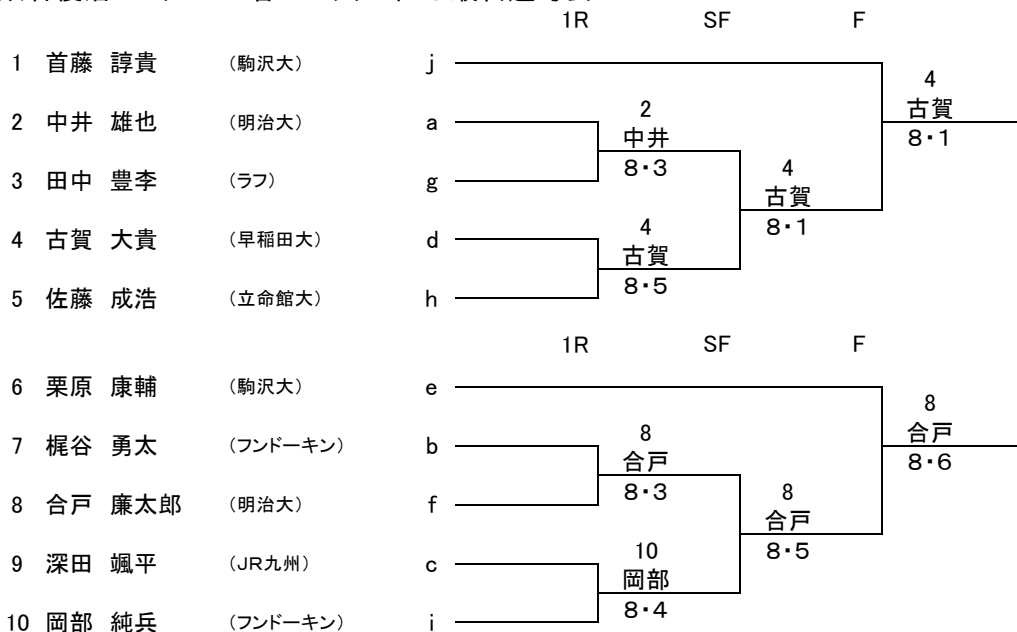 1R SF F
1 首藤 諄貴 (駒沢大) j
4
古賀
8・1
2 中井 雄也 (明治大) a
2
中井
8・3
3 田中 豊李 (ラフ) g
4
古賀
8・1
4 古賀 大貴 (早稲田大) d
4
古賀
8・5
5 佐藤 成浩 (立命館大) h
1R SF F
6 栗原 康輔 (駒沢大) e
8
合戸
8・6
7 梶谷 勇太 (フンドーキン) b
8
合戸
8・3
8 合戸 廉太郎 (明治大) f
8
合戸
8・5
9 深田 颯平 (JR九州) c
10
岡部
8・4
10 岡部 純兵 (フンドーキン) i